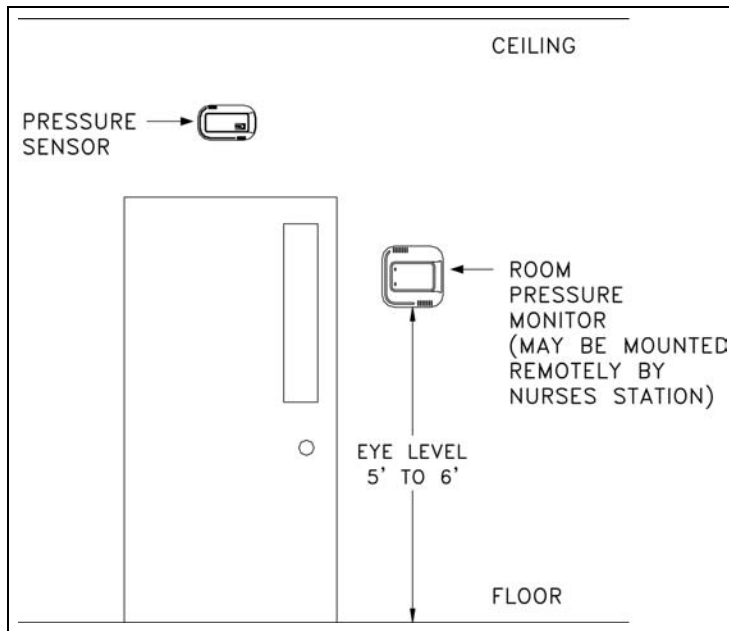 CEILING
PRESSURE
SENSOR
ROOM
PRESSURE
MONITOR
(MAY BE MOUNTED
REMOTELY BY
NURSES STATION)
EYE LEVEL
5' TO 6'
FLOOR